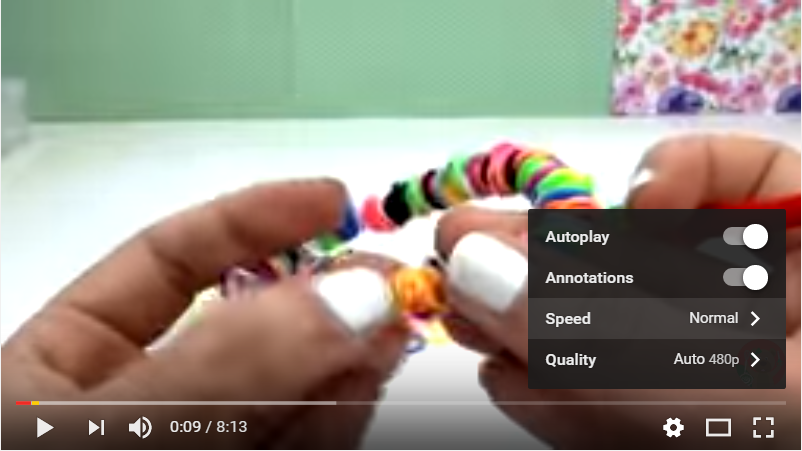 Autoplay
Annotations
Speed Normal
Quality Auto 480p
0:09 / 8:13